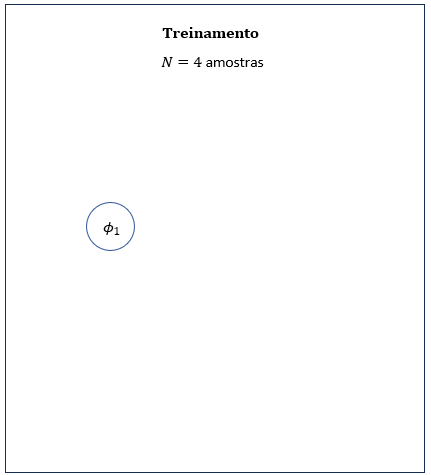 Treinamento
N = 4 amostras
ϕ₁